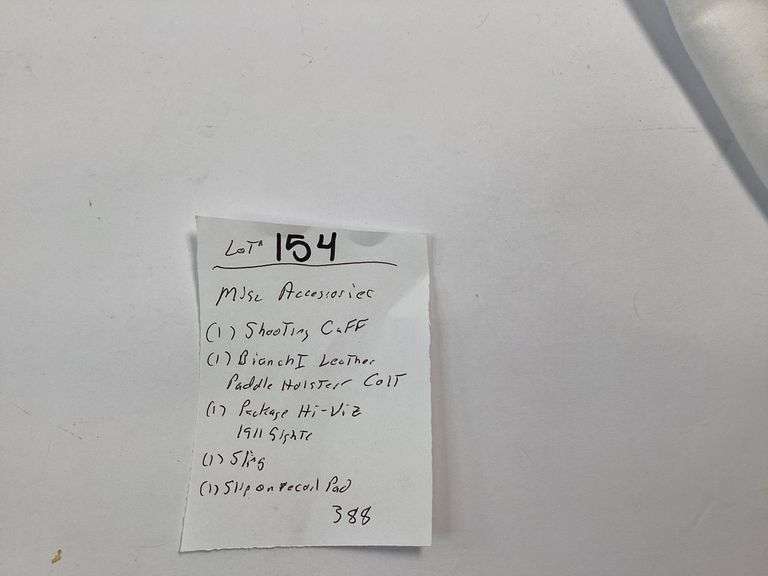 LOT# 154
Misc Accessories
(1) Shooting Cuff
(1) Bianchi Leather
Paddle Holster Colt
(1) Package Hi-Viz
1911 Sights
(1) Sling
(1) Slip on recoil Pad
388